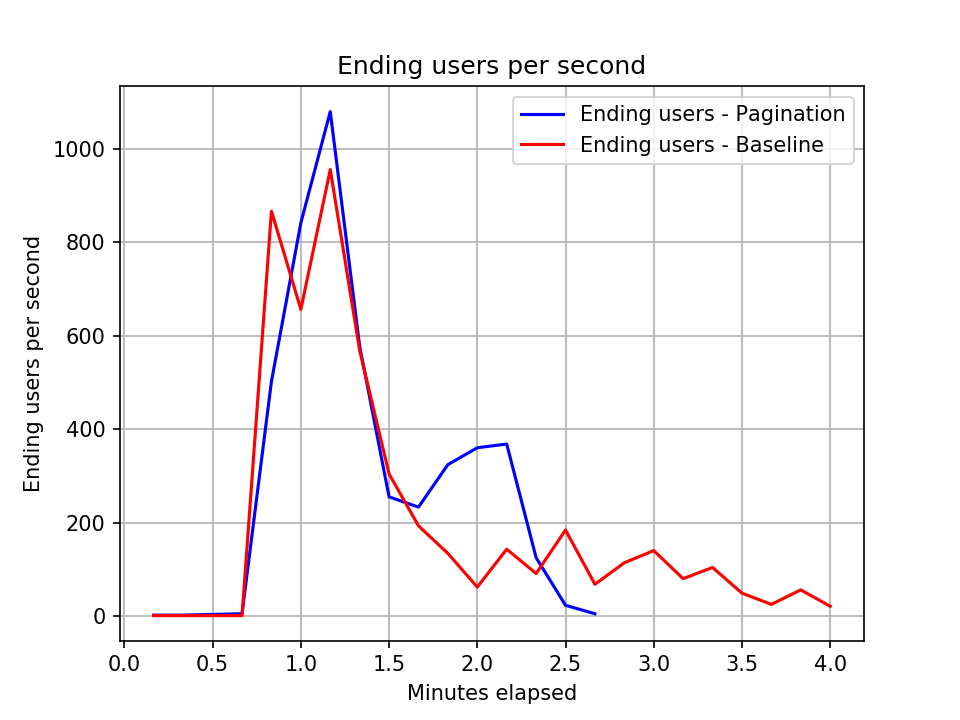 Ending users per second
Ending users - Pagination
Ending users - Baseline
Ending users per second
1000
800
600
400
200
0
0.0 0.5 1.0 1.5 2.0 2.5 3.0 3.5 4.0
Minutes elapsed